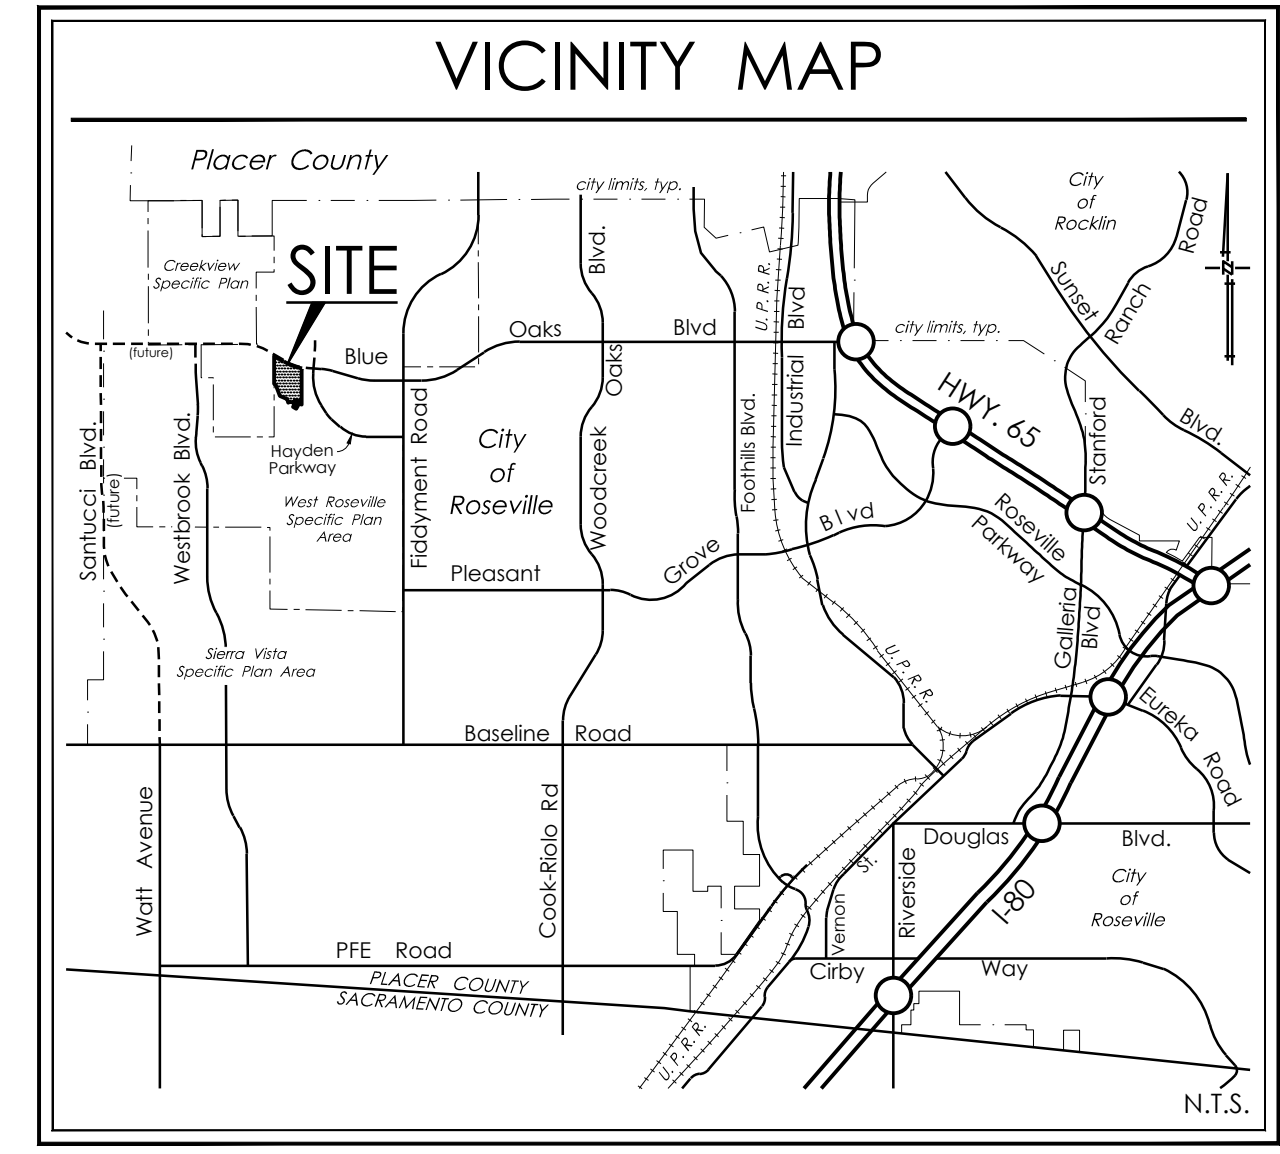 VICINITY MAP
Placer County
city limits, typ.
City
of
Rocklin
Road
Ranch
Stanford
Sunset
Blvd.
Creekview
Specific Plan
SITE
(future)
Blue
Oaks
Blvd
Blvd.
Oaks
Woodcreek
U. P. R. R.
Blvd
Industrial
city limits, typ.
HWY. 65
N
Santucci Blvd.
(future)
Westbrook Blvd.
Hayden
Parkway
Fiddyment Road
West Roseville
Specific Plan
Area
City
of
Roseville
Foothills Blvd.
Pleasant
Grove
Blvd
Roseville
Parkway
U. P. R. R.
Galleria
Blvd
U. P. R. R.
Sierra Vista
Specific Plan Area
Eureka
Road
Baseline Road
Watt Avenue
Cook-Riolo Rd
Douglas
Blvd.
St.
Vernon
Riverside
I-80
City
of
Roseville
PFE Road
Cirby
Way
PLACER COUNTY
SACRAMENTO COUNTY
U. P. R. R.
N.T.S.